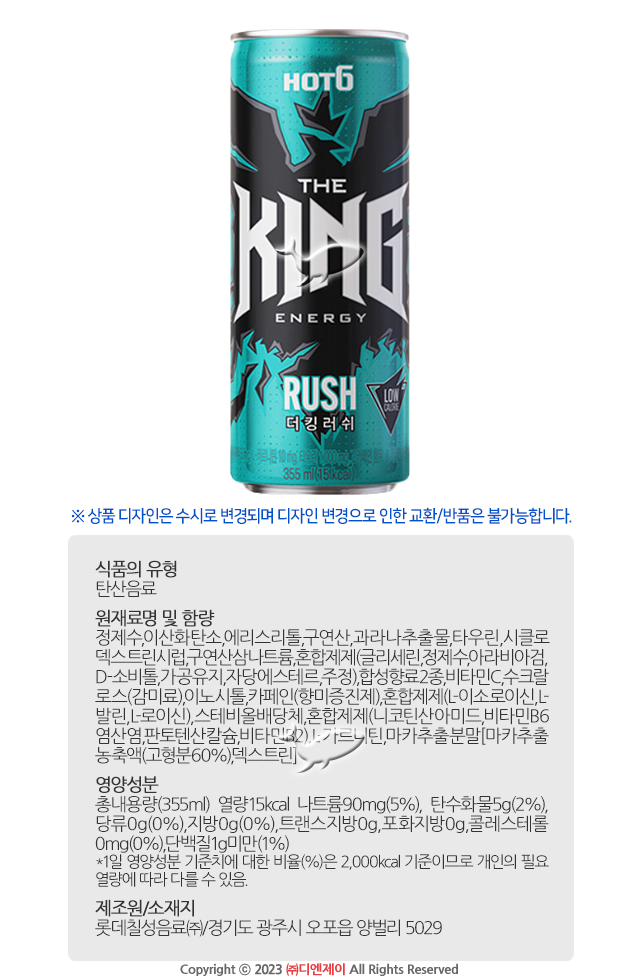 HOT6
THE
KING
ENERGY
RUSH
LOW
CALORIE
더킹러쉬
355 ml(15kcal)
※ 상품 디자인은 수시로 변경되며 디자인 변경으로 인한 교환/반품은 불가능합니다.
식품의 유형
탄산음료
원재료명 및 함량
정제수,이산화탄소,에리스리톨,구연산,과라나추출물,타우린,시클로
덱스트린시럽,구연산삼나트륨,혼합제제(글리세린,정제수,아라비아검,
D-소비톨,가공유지,자당에스테르,주정),합성향료2종,비타민C,수크랄
로스(감미료),이노시톨,카페인(향미증진제),혼합제제(L-이소로이신,L-
발린,L-로이신),스테비올배당체,혼합제제(니코틴산아미드,비타민B6
염산염,판토텐산칼슘,비타민B2),L-카르니틴,마카추출분말[마카추출
농축액(고형분60%),덱스트린]
영양성분
총내용량(355ml) 열량15kcal 나트륨90mg(5%), 탄수화물5g(2%),
당류0g(0%),지방0g(0%),트랜스지방0g,포화지방0g,콜레스테롤
0mg(0%),단백질1g미만(1%)
*1일 영양성분 기준치에 대한 비율(%)은 2,000kcal 기준이므로 개인의 필요
열량에 따라 다를 수 있음.
제조원/소재지
롯데칠성음료㈜/경기도 광주시 오포읍 양벌리 5029
Copyright ⓒ 2023 ㈜디엔제이 All Rights Reserved